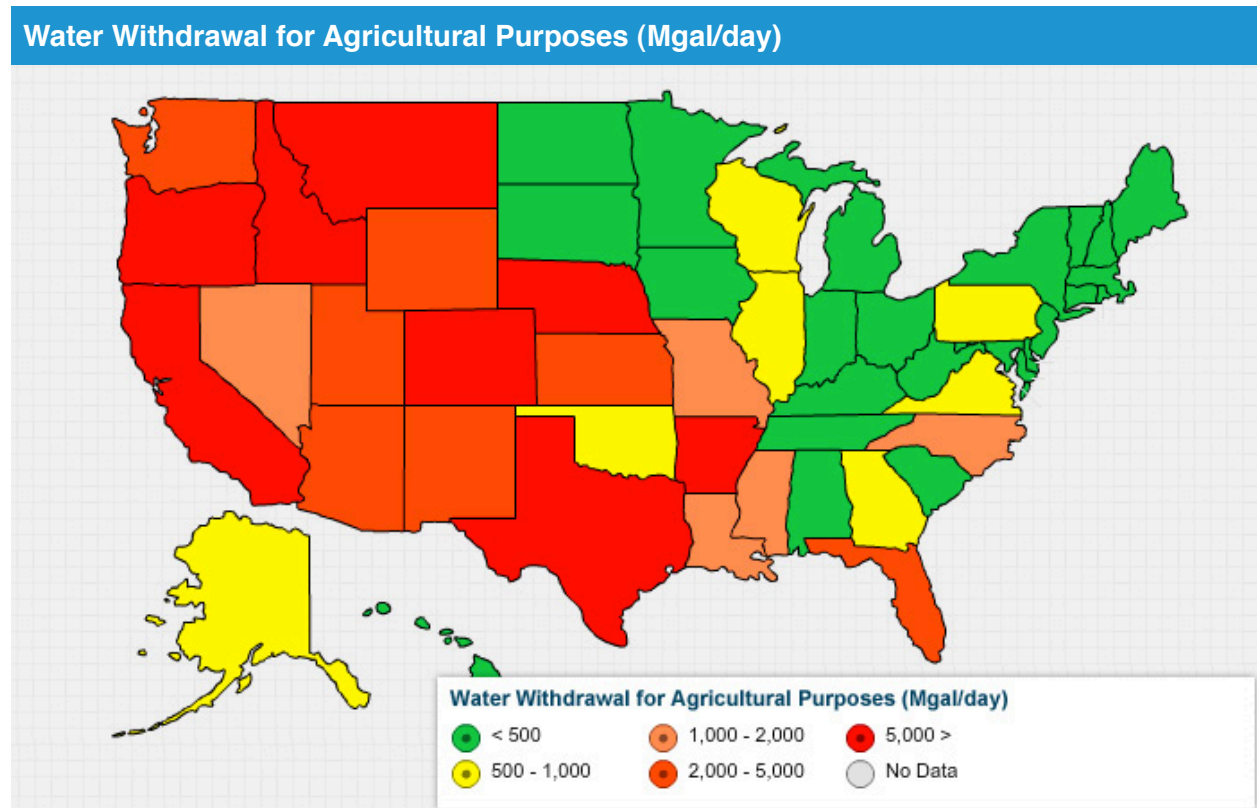 Water Withdrawal for Agricultural Purposes (Mgal/day)
Water Withdrawal for Agricultural Purposes (Mgal/day)
< 500
1,000 - 2,000
5,000 >
500 - 1,000
2,000 - 5,000
No Data